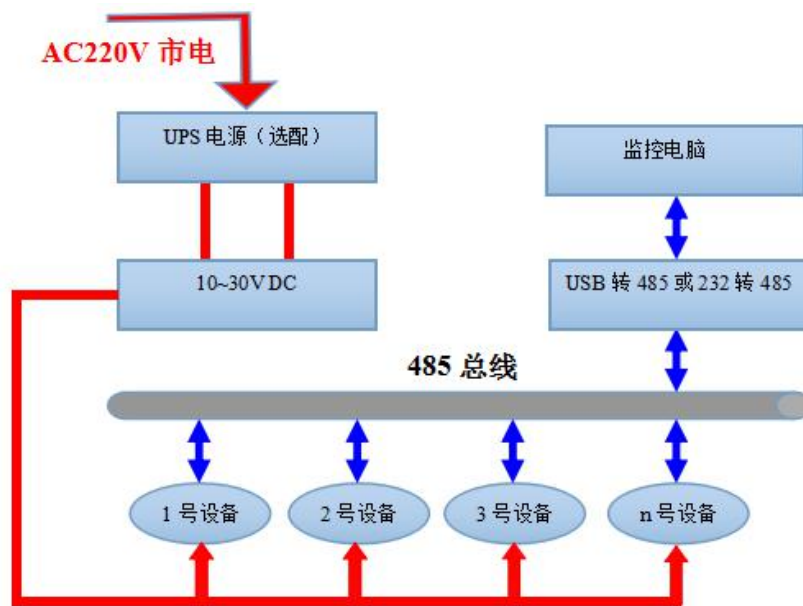 AC220V 市电
UPS 电源（选配）
监控电脑
10~30V DC
USB 转 485 或 232 转 485
485 总线
1 号设备
2 号设备
3 号设备
n 号设备